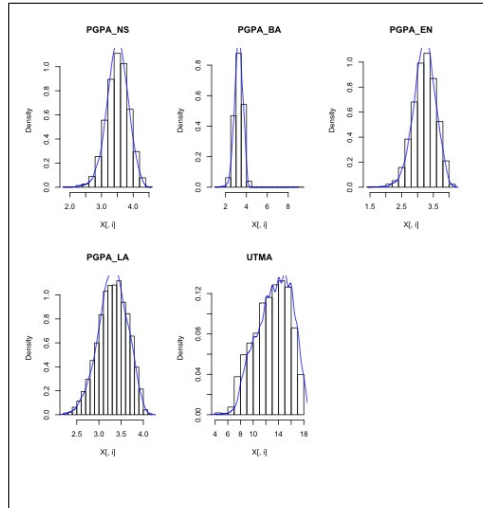 PGPA_NS
PGPA_BA
PGPA_EN
Density
0.0 0.2 0.4 0.6 0.8 1.0
2.0 3.0 4.0
X[, i]
Density
0.0 0.2 0.4 0.6 0.8
2 4 6 8
X[, i]
Density
0.0 0.2 0.4 0.6 0.8 1.0
1.5 2.5 3.5
X[, i]
PGPA_LA
UTMA
Density
0.0 0.2 0.4 0.6 0.8 1.0
2.5 3.0 3.5 4.0
X[, i]
Density
0.00 0.04 0.08 0.12
4 6 8 10 14 18
X[, i]